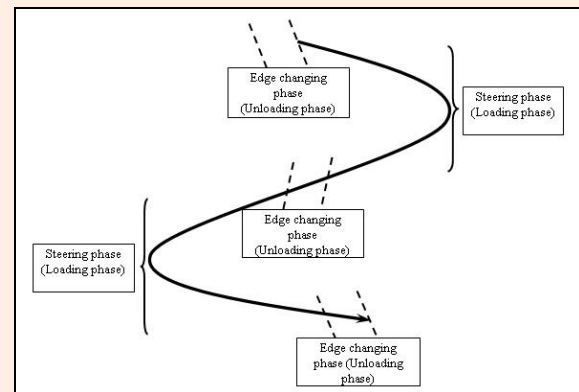 Edge changing
phase
(Unloading phase)
Steering phase
(Loading phase)
Edge changing
phase
(Unloading phase)
Steering phase
(Loading phase)
Edge changing
phase (Unloading
phase)